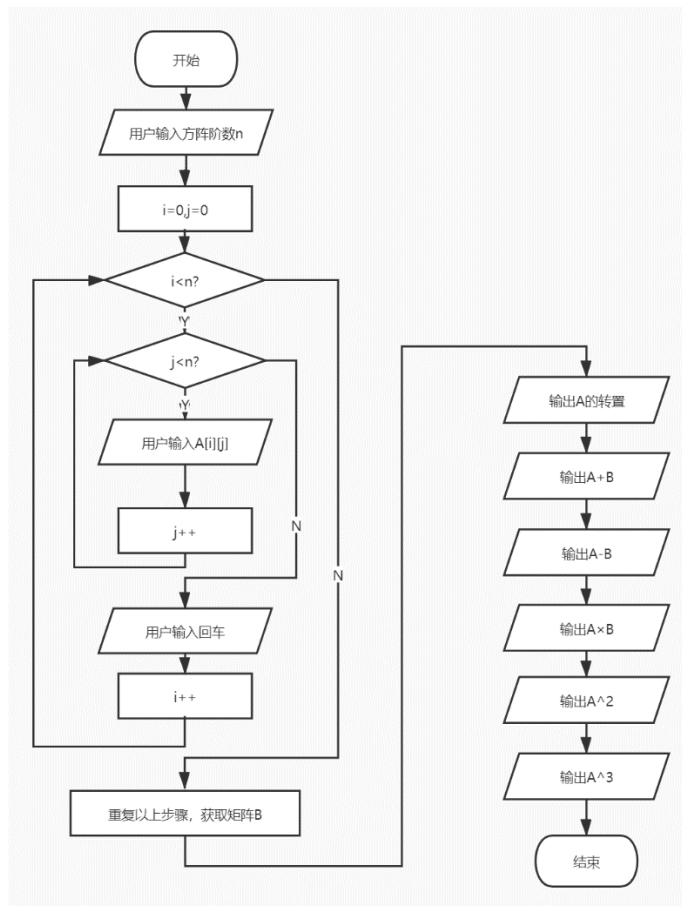 开始
用户输入方阵阶数n
i=0,j=0
i<n?
Y
j<n?
Y
用户输入A[i][j]
j++
N
N
用户输入回车
i++
重复以上步骤，获取矩阵B
输出A的转置
输出A+B
输出A-B
输出A×B
输出A^2
输出A^3
结束